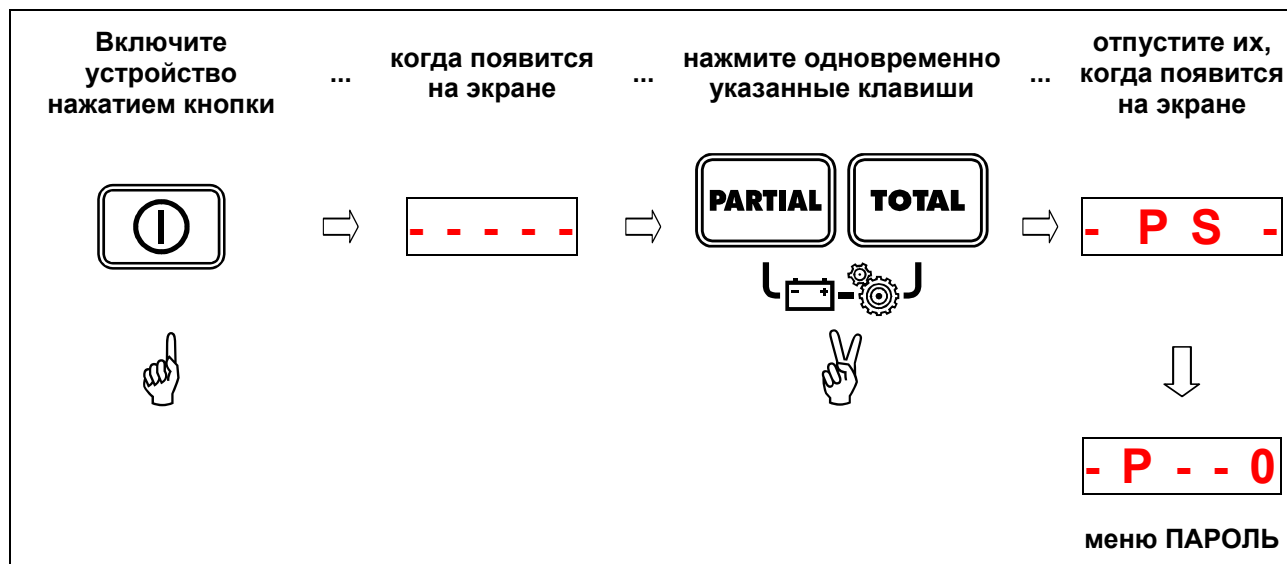 Включите
устройство
нажатием кнопки
...
когда появится
на экране
...
нажмите одновременно
указанные клавиши
...
отпустите их,
когда появится
на экране
- - - - -
PARTIAL
TOTAL
- P S -
- P - - 0
меню ПАРОЛЬ